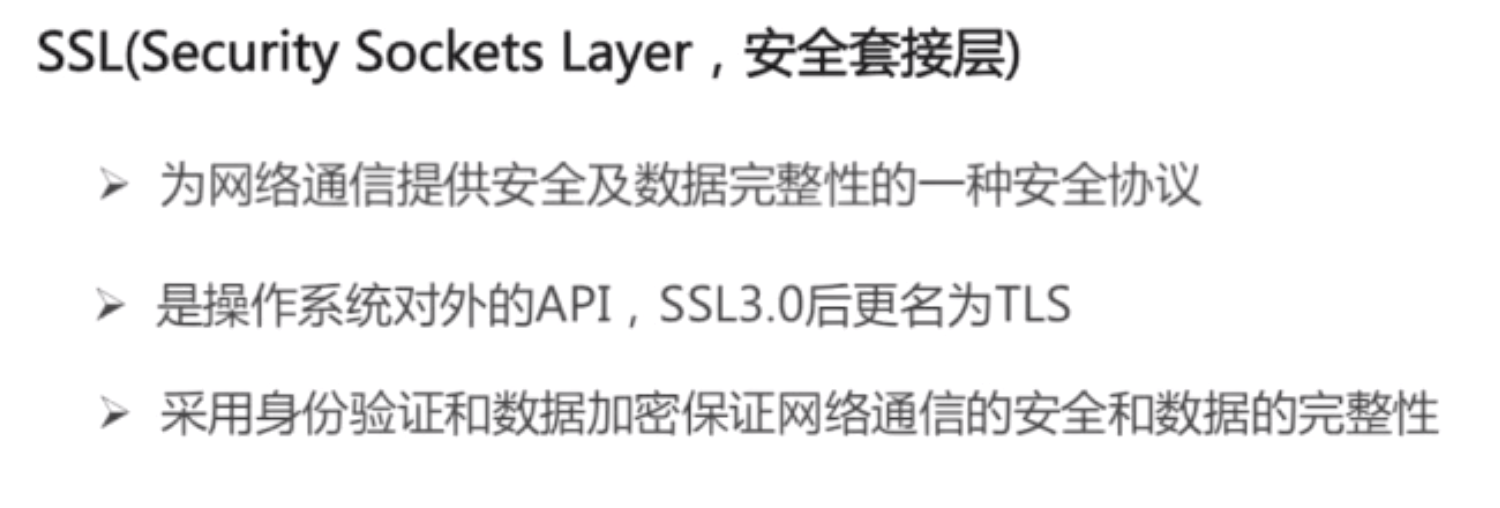 SSL(Security Sockets Layer，安全套接层)
➢ 为网络通信提供安全及数据完整性的一种安全协议
➢ 是操作系统对外的API，SSL3.0后更名为TLS
➢ 采用身份验证和数据加密保证网络通信的安全和数据的完整性